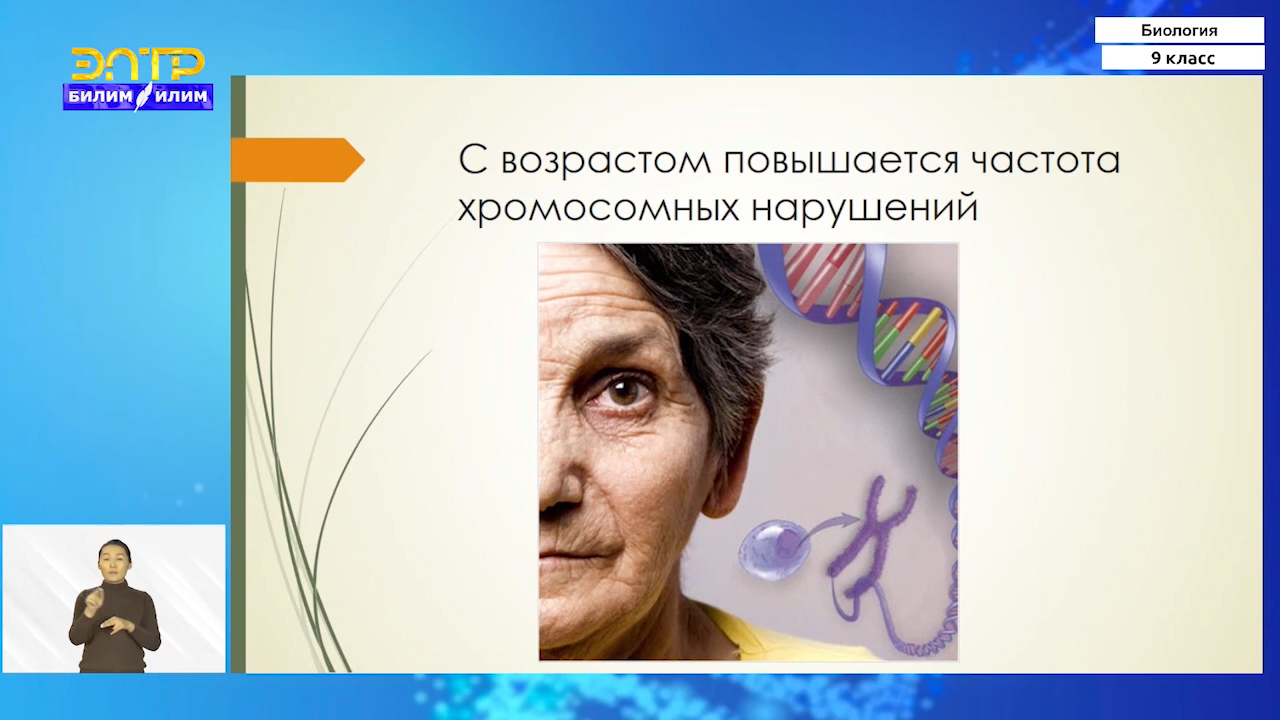 Биология
9 класс
ЭЛТР
БИЛИМ ИЛИМ
С возрастом повышается частота
хромосомных нарушений